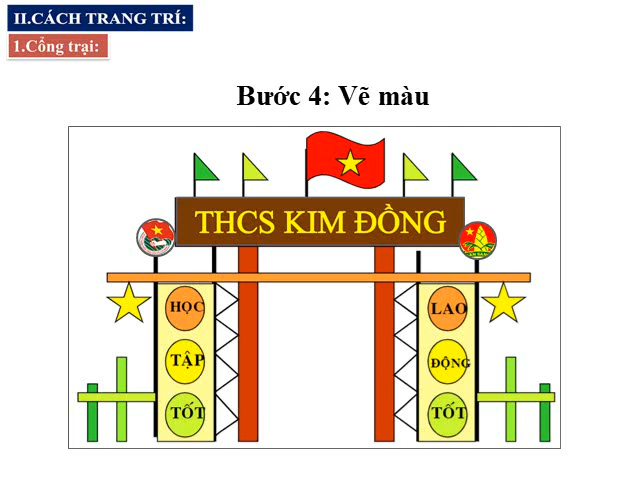 II.CÁCH TRANG TRÍ:
1.Cổng trại:
Bước 4: Vẽ màu
THCS KIM ĐỒNG
HỌC
TẬP
TỐT
LAO
ĐỘNG
TỐT